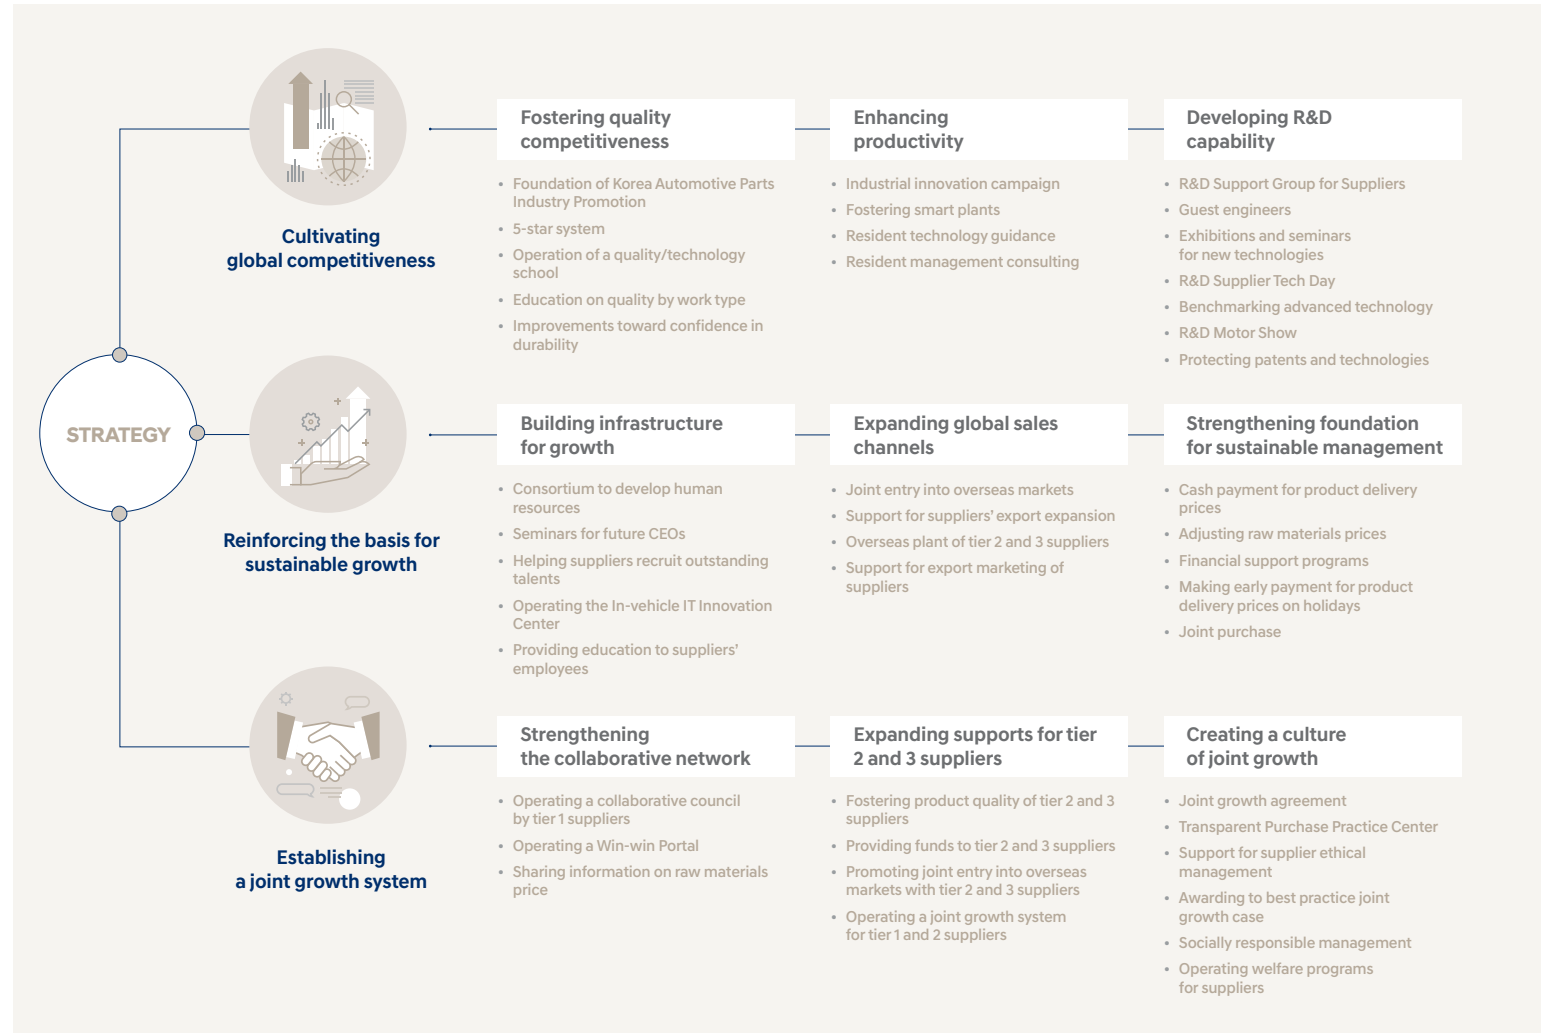 STRATEGY
Cultivating
global competitiveness
Fostering quality
competitiveness
• Foundation of Korea Automotive Parts
Industry Promotion
• 5-star system
• Operation of a quality/technology
school
• Education on quality by work type
• Improvements toward confidence in
durability
Enhancing
productivity
• Industrial innovation campaign
• Fostering smart plants
• Resident technology guidance
• Resident management consulting
Developing R&D
capability
• R&D Support Group for Suppliers
• Guest engineers
• Exhibitions and seminars
for new technologies
• R&D Supplier Tech Day
• Benchmarking advanced technology
• R&D Motor Show
• Protecting patents and technologies
Reinforcing the basis for
sustainable growth
Building infrastructure
for growth
• Consortium to develop human
resources
• Seminars for future CEOs
• Helping suppliers recruit outstanding
talents
• Operating the In-vehicle IT Innovation
Center
• Providing education to suppliers’
employees
Expanding global sales
channels
• Joint entry into overseas markets
• Support for suppliers’ export expansion
• Overseas plant of tier 2 and 3 suppliers
• Support for export marketing of
suppliers
Strengthening foundation
for sustainable management
• Cash payment for product delivery
prices
• Adjusting raw materials prices
• Financial support programs
• Making early payment for product
delivery prices on holidays
• Joint purchase
Establishing
a joint growth system
Strengthening
the collaborative network
• Operating a collaborative council
by tier 1 suppliers
• Operating a Win-win Portal
• Sharing information on raw materials
price
Expanding supports for tier
2 and 3 suppliers
• Fostering product quality of tier 2 and 3
suppliers
• Providing funds to tier 2 and 3 suppliers
• Promoting joint entry into overseas
markets with tier 2 and 3 suppliers
• Operating a joint growth system
for tier 1 and 2 suppliers
Creating a culture
of joint growth
• Joint growth agreement
• Transparent Purchase Practice Center
• Support for supplier ethical
management
• Awarding to best practice joint
growth case
• Socially responsible management
• Operating welfare programs
for suppliers